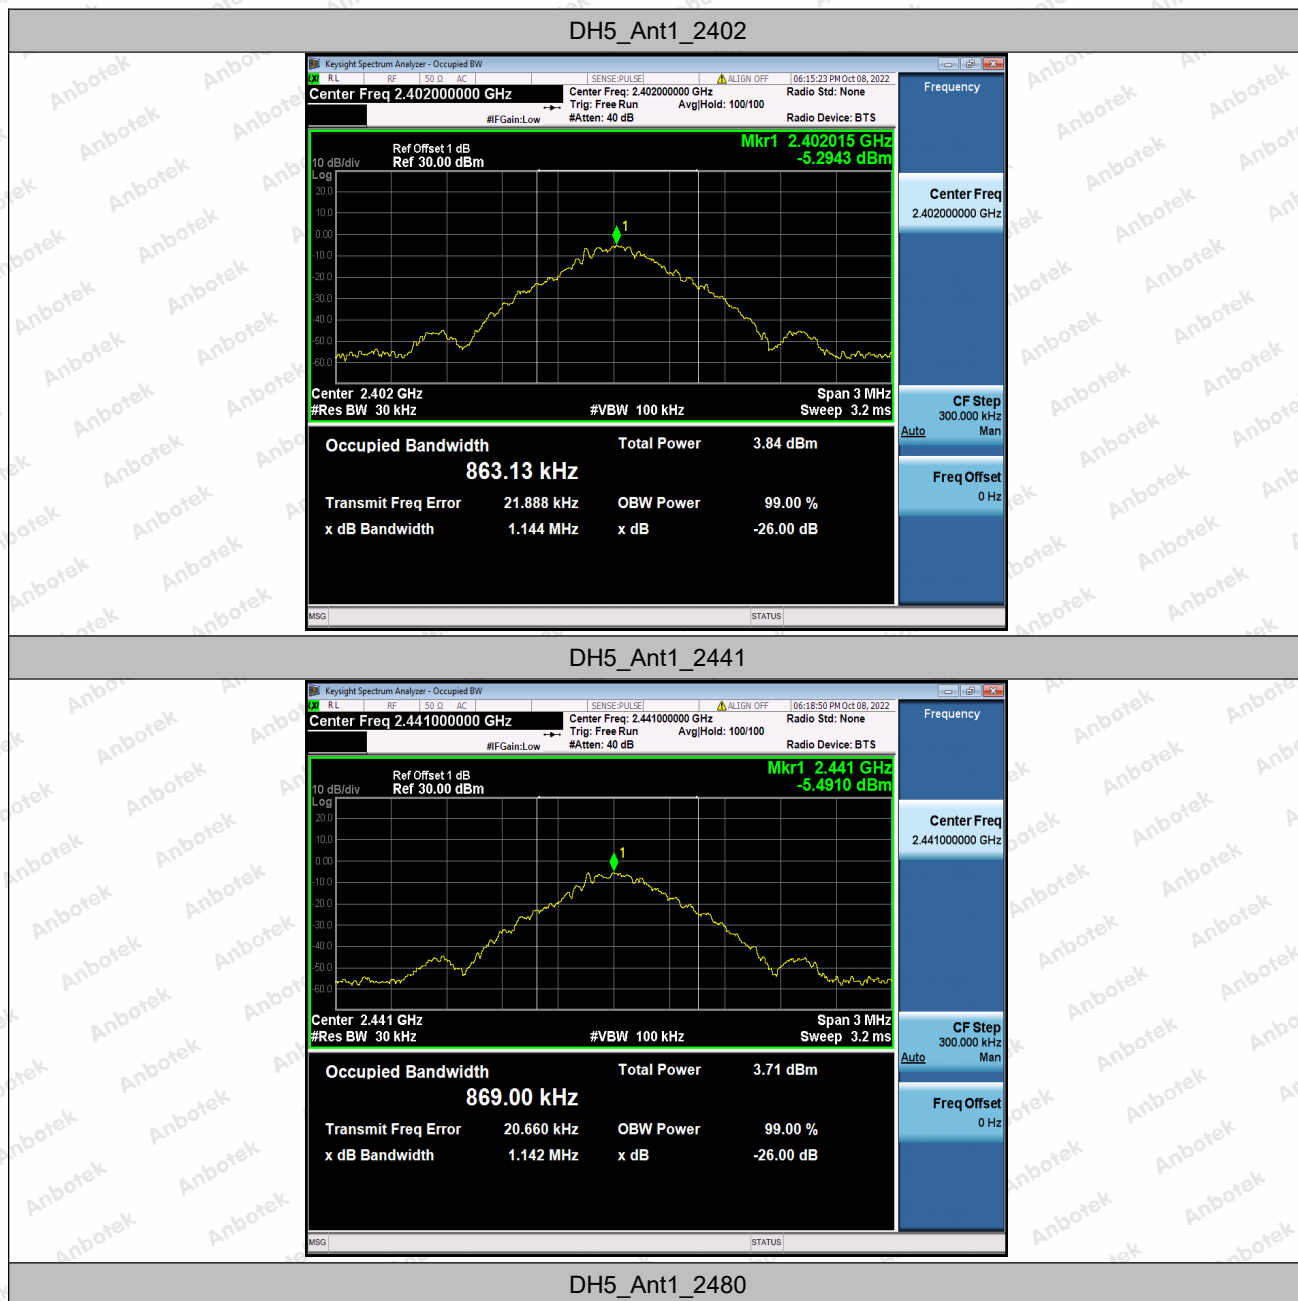 DH5_Ant1_2402
Keysight Spectrum Analyzer - Occupied BW
LXI RL RF 50 Ω AC SENSE:PULSE ALIGN OFF 06:15:23 PM Oct 08, 2022
Center Freq 2.402000000 GHz
Center Freq: 2.402000000 GHz Radio Std: None
Trig: Free Run Avg|Hold: 100/100
#IFGain:Low #Atten: 40 dB Radio Device: BTS
Frequency
Mkr1 2.402015 GHz
-5.2943 dBm
Ref Offset 1 dB
10 dB/div Ref 30.00 dBm
Log
20.0
10.0
0.00
-10.0
-20.0
-30.0
-40.0
-50.0
-60.0
1
Center 2.402 GHz Span 3 MHz
#Res BW 30 kHz #VBW 100 kHz Sweep 3.2 ms
Center Freq
2.402000000 GHz
CF Step
300.000 kHz
Auto Man
Freq Offset
0 Hz
Occupied Bandwidth Total Power 3.84 dBm
863.13 kHz
Transmit Freq Error 21.888 kHz OBW Power 99.00 %
x dB Bandwidth 1.144 MHz x dB -26.00 dB
MSG STATUS
DH5_Ant1_2441
Keysight Spectrum Analyzer - Occupied BW
LXI RL RF 50 Ω AC SENSE:PULSE ALIGN OFF 06:18:50 PM Oct 08, 2022
Center Freq 2.441000000 GHz
Center Freq: 2.441000000 GHz Radio Std: None
Trig: Free Run Avg|Hold: 100/100
#IFGain:Low #Atten: 40 dB Radio Device: BTS
Frequency
Mkr1 2.441 GHz
-5.4910 dBm
Ref Offset 1 dB
10 dB/div Ref 30.00 dBm
Log
20.0
10.0
0.00
-10.0
-20.0
-30.0
-40.0
-50.0
-60.0
1
Center 2.441 GHz Span 3 MHz
#Res BW 30 kHz #VBW 100 kHz Sweep 3.2 ms
Center Freq
2.441000000 GHz
CF Step
300.000 kHz
Auto Man
Freq Offset
0 Hz
Occupied Bandwidth Total Power 3.71 dBm
869.00 kHz
Transmit Freq Error 20.660 kHz OBW Power 99.00 %
x dB Bandwidth 1.142 MHz x dB -26.00 dB
MSG STATUS
DH5_Ant1_2480
Anbotek